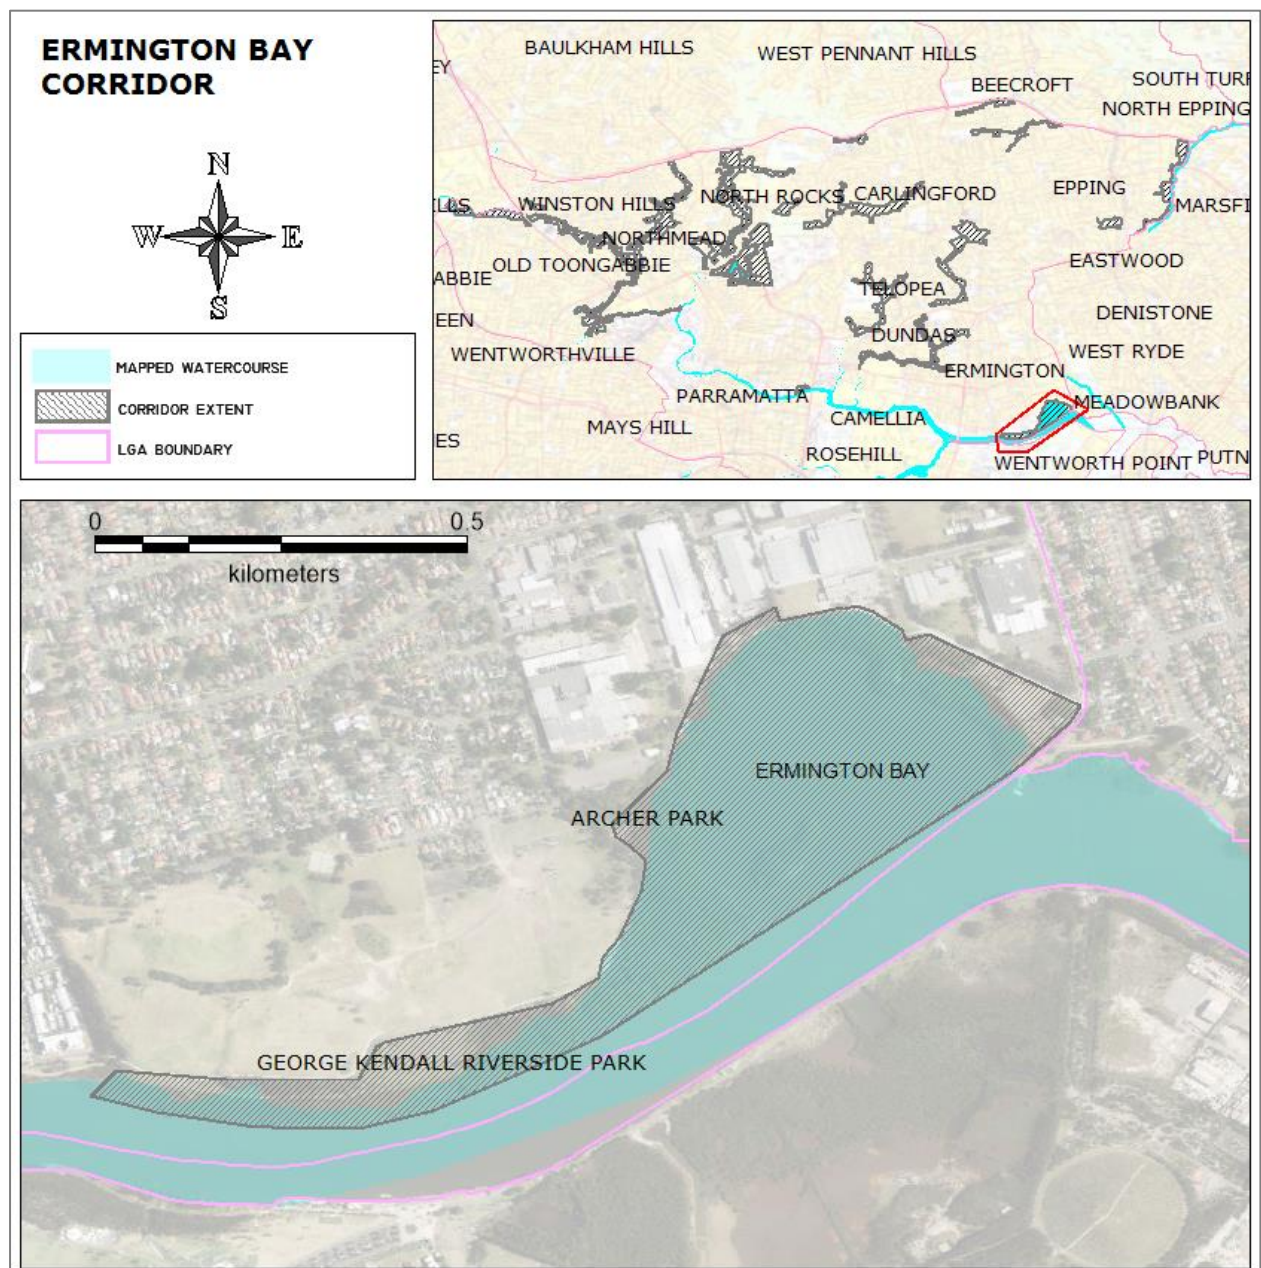 ERMINGTON BAY
CORRIDOR
N
W
E
S
MAPPED WATERCOURSE
CORRIDOR EXTENT
LGA BOUNDARY
BAULKHAM HILLS
WEST PENNANT HILLS
EY
BEECROFT
SOUTH TURR
NORTH EPPING
ILLS
WINSTON HILLS
NORTH ROCKS
CARLINGFORD
EPPING
MARSFI
NORTHMEAD
OLD TOONGABBIE
EASTWOOD
ABBIE
TELOPEA
EEN
DENISTONE
DUNDAS
WENTWORTHVILLE
WEST RYDE
ERMINGTON
PARRAMATTA
MEADOWBANK
MAYS HILL
CAMELLIA
ES
ROSEHILL
WENTWORTH POINT
PUTN
0
0.5
kilometers
ERMINGTON BAY
ARCHER PARK
GEORGE KENDALL RIVERSIDE PARK